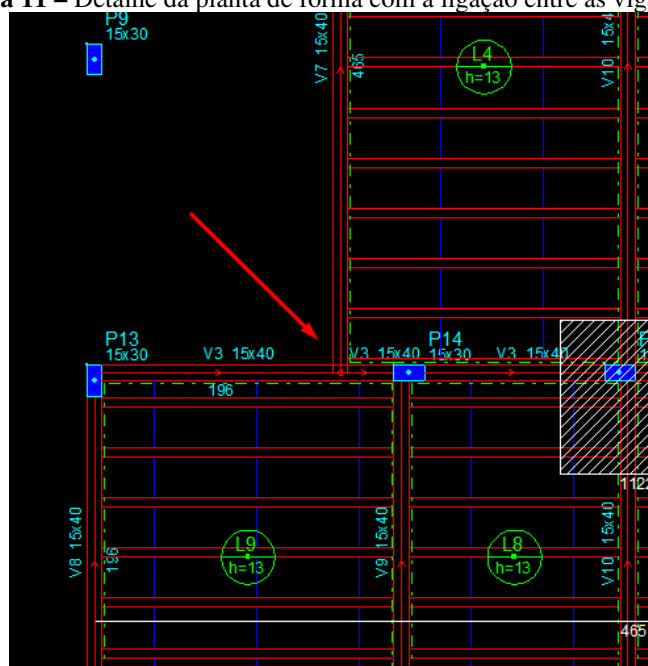 a 11 – Detalhe da planta de forma com a ligação entre as vig
P9
15x30
V7 15x40
465
L4
h=13
V10 15x4
P13
15x30
V3 15x40
196
V3 15x40
P14
15x30
V3 15x40
1122
V8 15x40
196
L9
h=13
V9 15x40
L8
h=13
V10 15x40
465